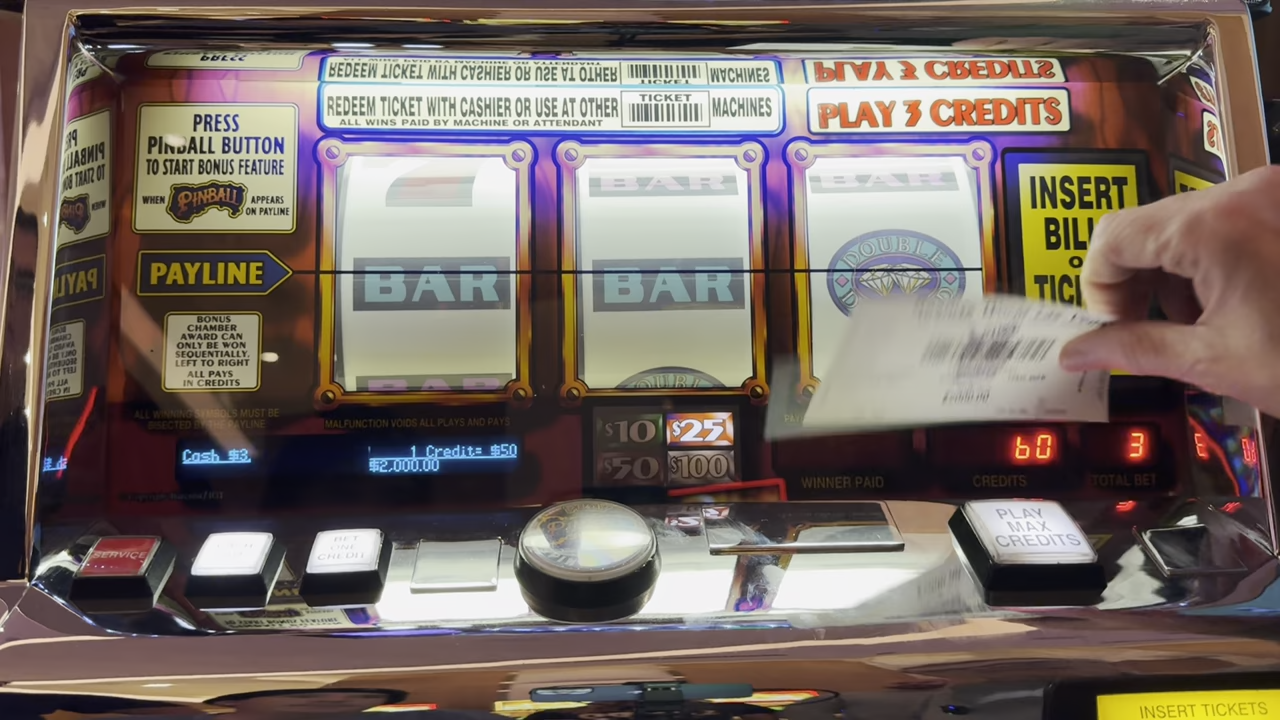 REDEEM TICKET WITH CASHIER OR USE AT OTHER
TICKET
MACHINES
ALL WINS PAID BY MACHINE OR ATTENDANT
PLAY 3 CREDITS
PRESS
PINBALL BUTTON
TO START BONUS FEATURE
WHEN PINBALL APPEARS
ON PAYLINE
INSERT
PAYLINE
BAR
BAR
BAR
BAR
DOUBLE
BAR
BONUS
CHAMBER
AWARD CAN
ONLY BE WON
SEQUENTIALLY.
LEFT TO RIGHT
ALL PAYS
IN CREDITS
ALL WINNING SYMBOLS MUST BE
BISECTED BY THE PAYLINE
MALFUNCTION VOIDS ALL PLAYS AND PAYS
$10 $25
$50 $100
Cash $3,
1 Credit= $50
$2,000.00
60
3
WINNER PAID
CREDITS
TOTAL BET
SERVICE
BET
ONE
CREDIT
PLAY
MAX
CREDITS
INSERT TICKETS